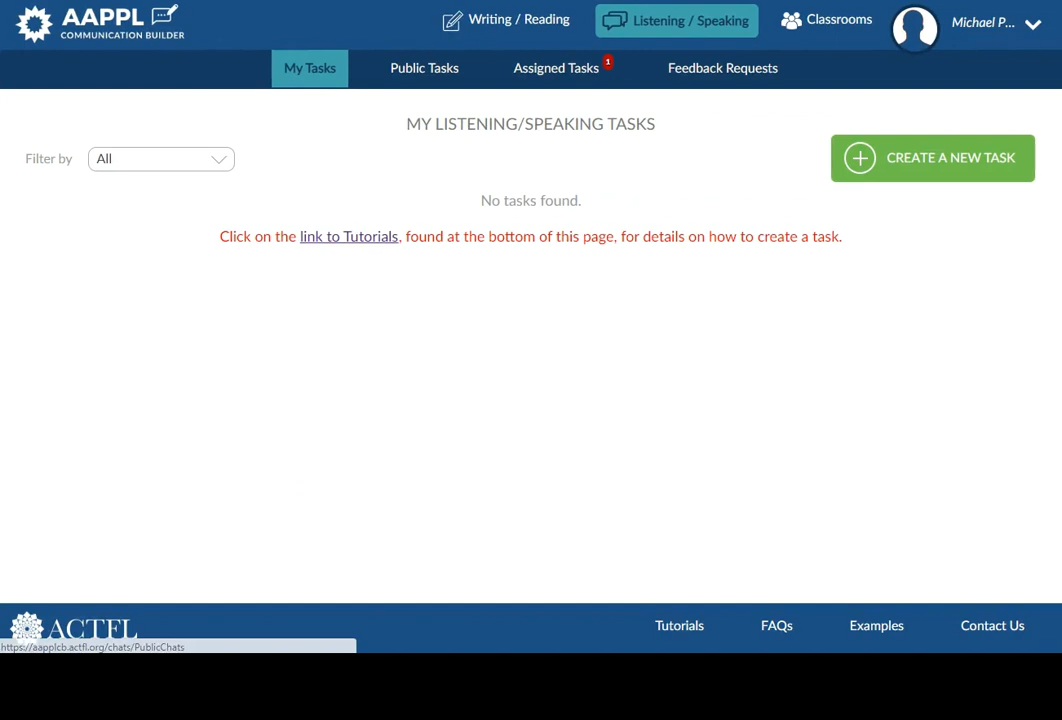 AAPPL
COMMUNICATION BUILDER
Writing / Reading
Listening / Speaking
Classrooms
Michael P...
My Tasks
Public Tasks
Assigned Tasks
1
Feedback Requests
MY LISTENING/SPEAKING TASKS
Filter by
All
CREATE A NEW TASK
No tasks found.
Click on the link to Tutorials, found at the bottom of this page, for details on how to create a task.
ACTFL
Tutorials
FAQs
Examples
Contact Us
https://aapplcb.actfl.org/chats/PublicChats